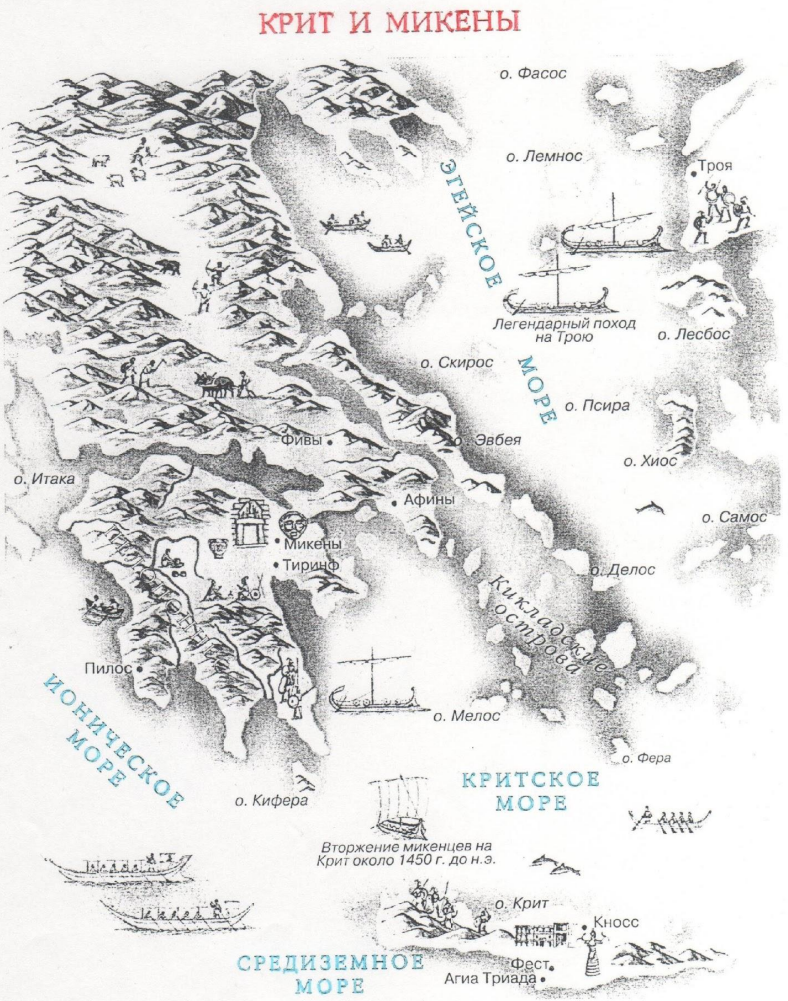 КРИТ И МИКЕНЫ
о. Фасос
о. Лемнос
Троя
ЭГЕЙСКОЕ
МОРЕ
Легендарный поход
на Трою
о. Лесбос
о. Скирос
о. Псира
Фивы
о. Эвбея
о. Хиос
о. Итака
Афины
о. Самос
Микены
Тиринф
о. Делос
Кикладские
острова
Пилос
ИОНИЧЕСКОЕ
МОРЕ
о. Мелос
о. Фера
о. Кифера
КРИТСКОЕ
МОРЕ
Вторжение микенцев на
Крит около 1450 г. до н.э.
о. Крит
Кносс
Фест
Агиа Триада
СРЕДИЗЕМНОЕ
МОРЕ